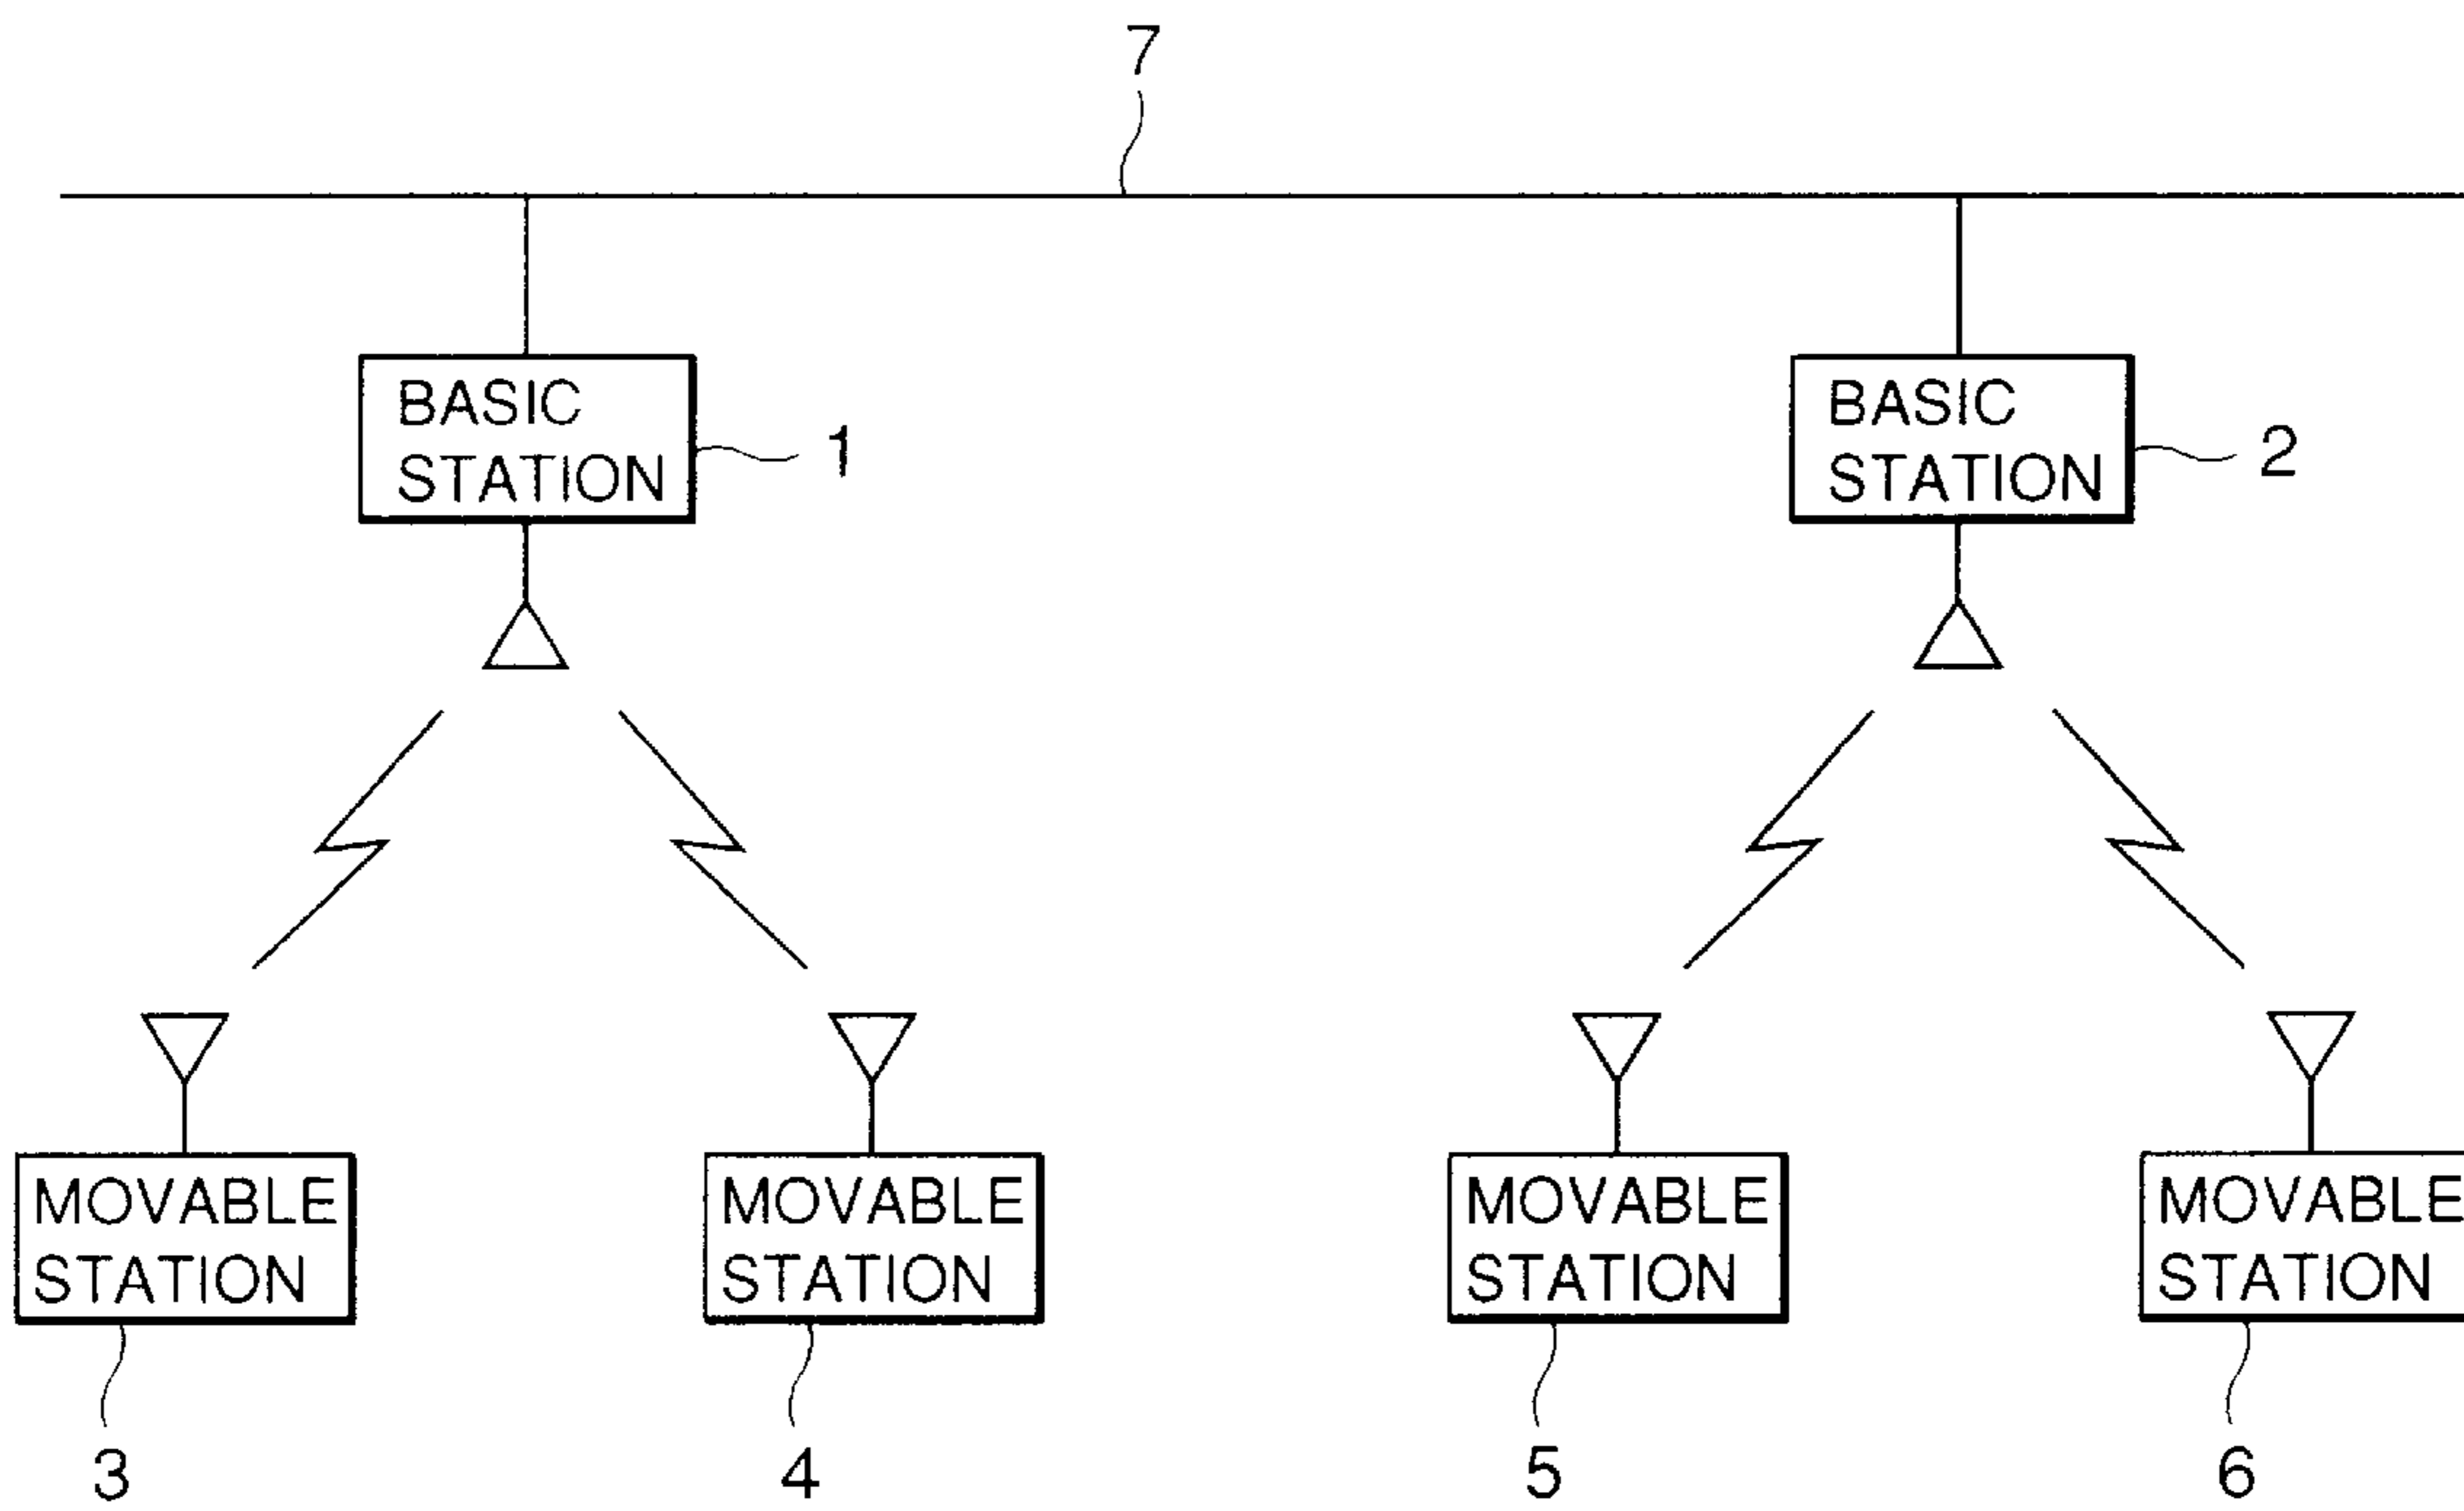 7
BASIC
STATION
1
BASIC
STATION
2
MOVABLE
STATION
MOVABLE
STATION
MOVABLE
STATION
MOVABLE
STATION
3
4
5
6